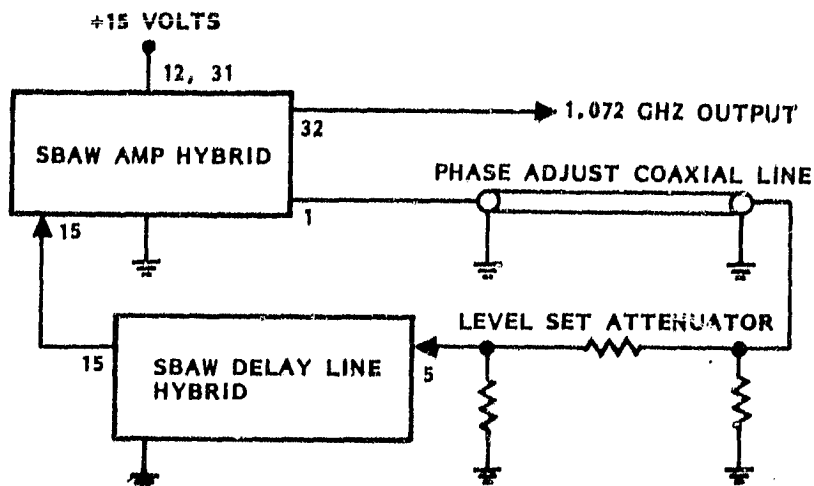 +15 VOLTS
12, 31
SBAW AMP HYBRID
32
1.072 GHZ OUTPUT
PHASE ADJUST COAXIAL LINE
1
15
LEVEL SET ATTENUATOR
15
SBAW DELAY LINE
HYBRID
5